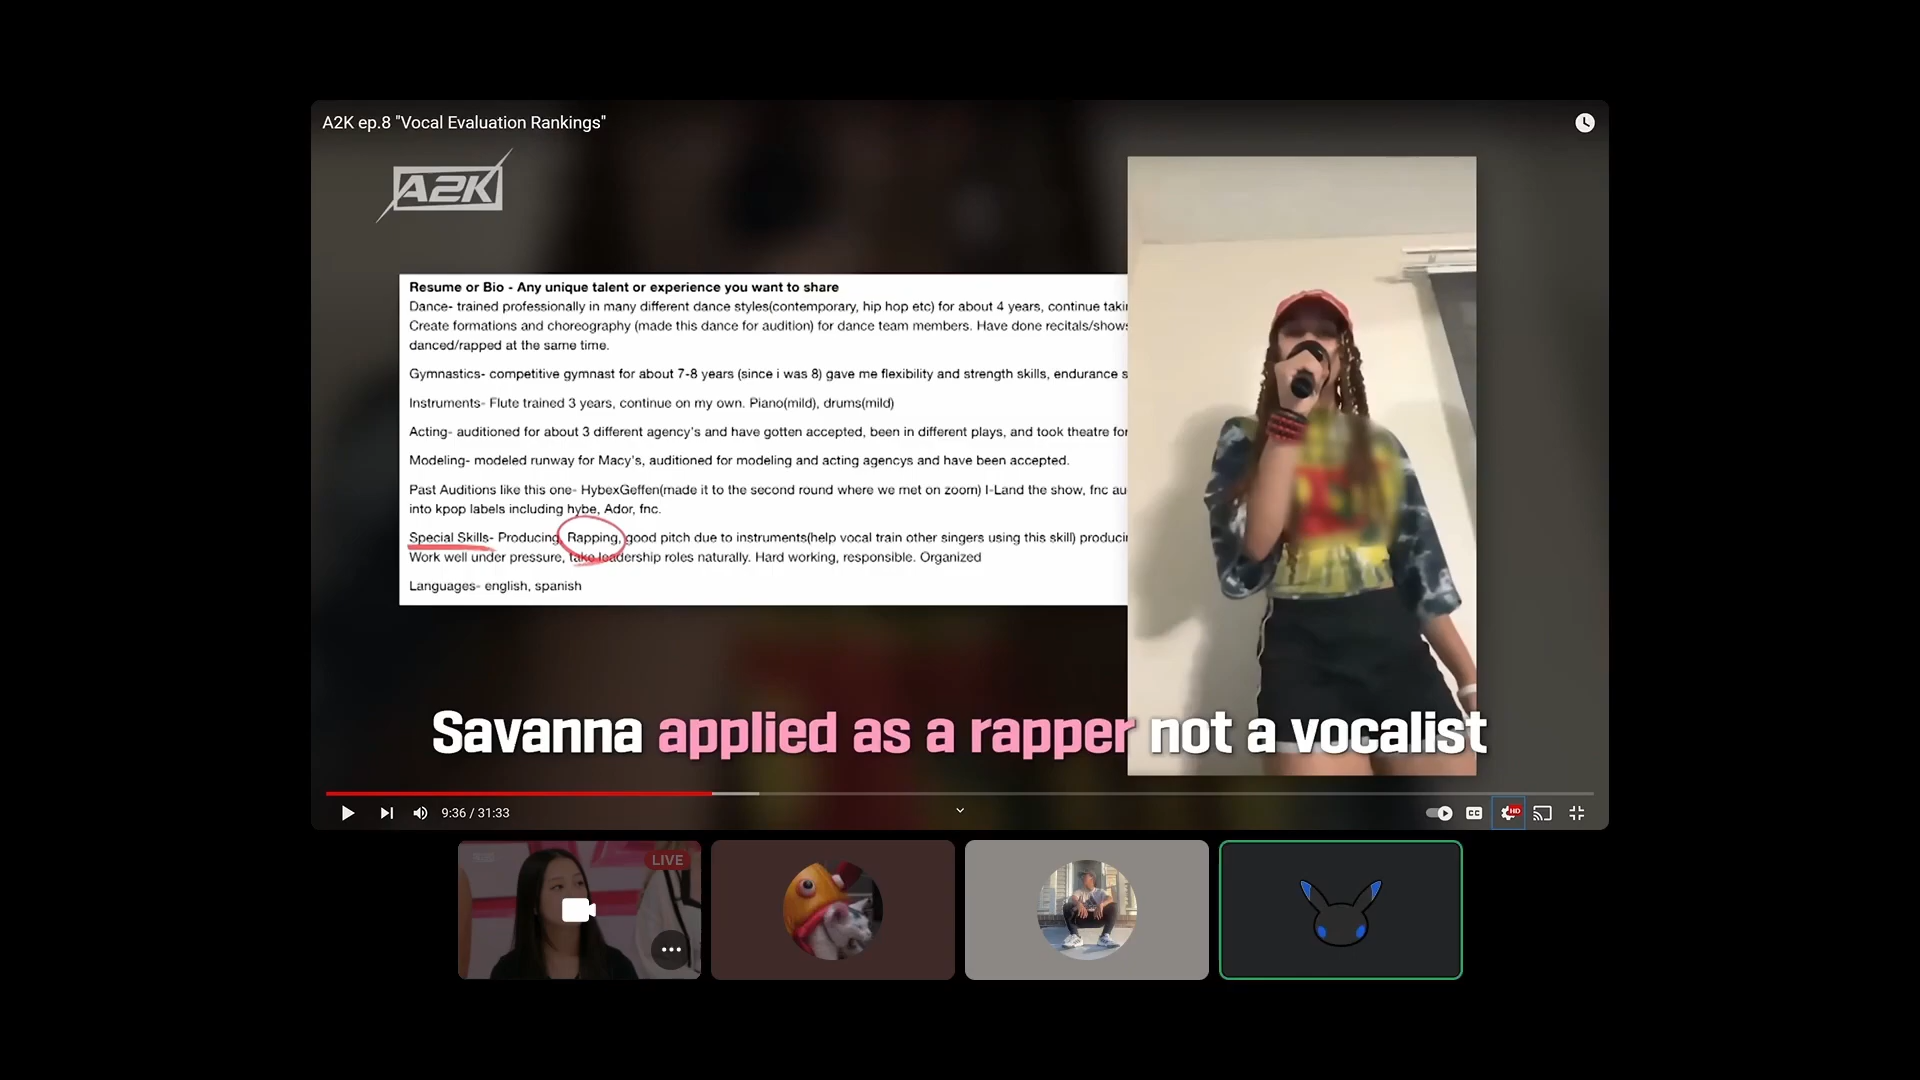 A2K ep.8 "Vocal Evaluation Rankings"
A2K
Resume or Bio - Any unique talent or experience you want to share
Dance- trained professionally in many different dance styles(contemporary, hip hop etc) for about 4 years, continue
Create formations and choreography (made this dance for audition) for dance team members. Have done recitals/shows
danced/rapped at the same time.
Gymnastics- competitive gymnast for about 7-8 years (since i was 8) gave me flexibility and strength skills, endurance
Instruments- Flute trained 3 years, continue on my own. Piano(mild), drums(mild)
Acting- auditioned for about 3 different agency's and have gotten accepted, been in different plays, and took theatre for
Modeling- modeled runway for Macy's, auditioned for modeling and acting agencys and have been accepted.
Past Auditions like this one- HybexGeffen(made it to the second round where we met on zoom) I-Land the show, fnc
into kpop labels including hybe, Ador, fnc.
Special Skills- Producing, Rapping, good pitch due to instruments(help vocal train other singers using this skill)
Work well under pressure, take leadership roles naturally. Hard working, responsible. Organized
Languages- english, spanish
Savanna applied as a rapper not a vocalist
9:36 / 31:33
CC
HD
LIVE